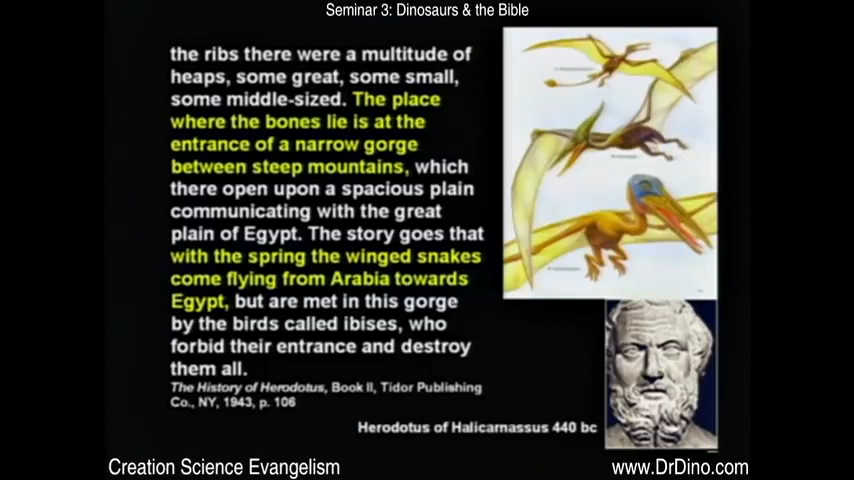 Seminar 3: Dinosaurs & the Bible
the ribs there were a multitude of
heaps, some great, some small,
some middle-sized. The place
where the bones lie is at the
entrance of a narrow gorge
between steep mountains, which
there open upon a spacious plain
communicating with the great
plain of Egypt. The story goes that
with the spring the winged snakes
come flying from Arabia towards
Egypt, but are met in this gorge
by the birds called ibises, who
forbid their entrance and destroy
them all.
The History of Herodotus, Book II, Tidor Publishing
Co., NY, 1943, p. 106
Herodotus of Halicarnassus 440 bc
Creation Science Evangelism
www.DrDino.com